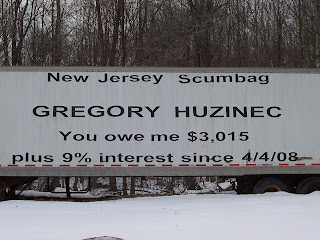 New Jersey Scumbag
GREGORY HUZINEC
You owe me $3,015
plus 9% interest since 4/4/08